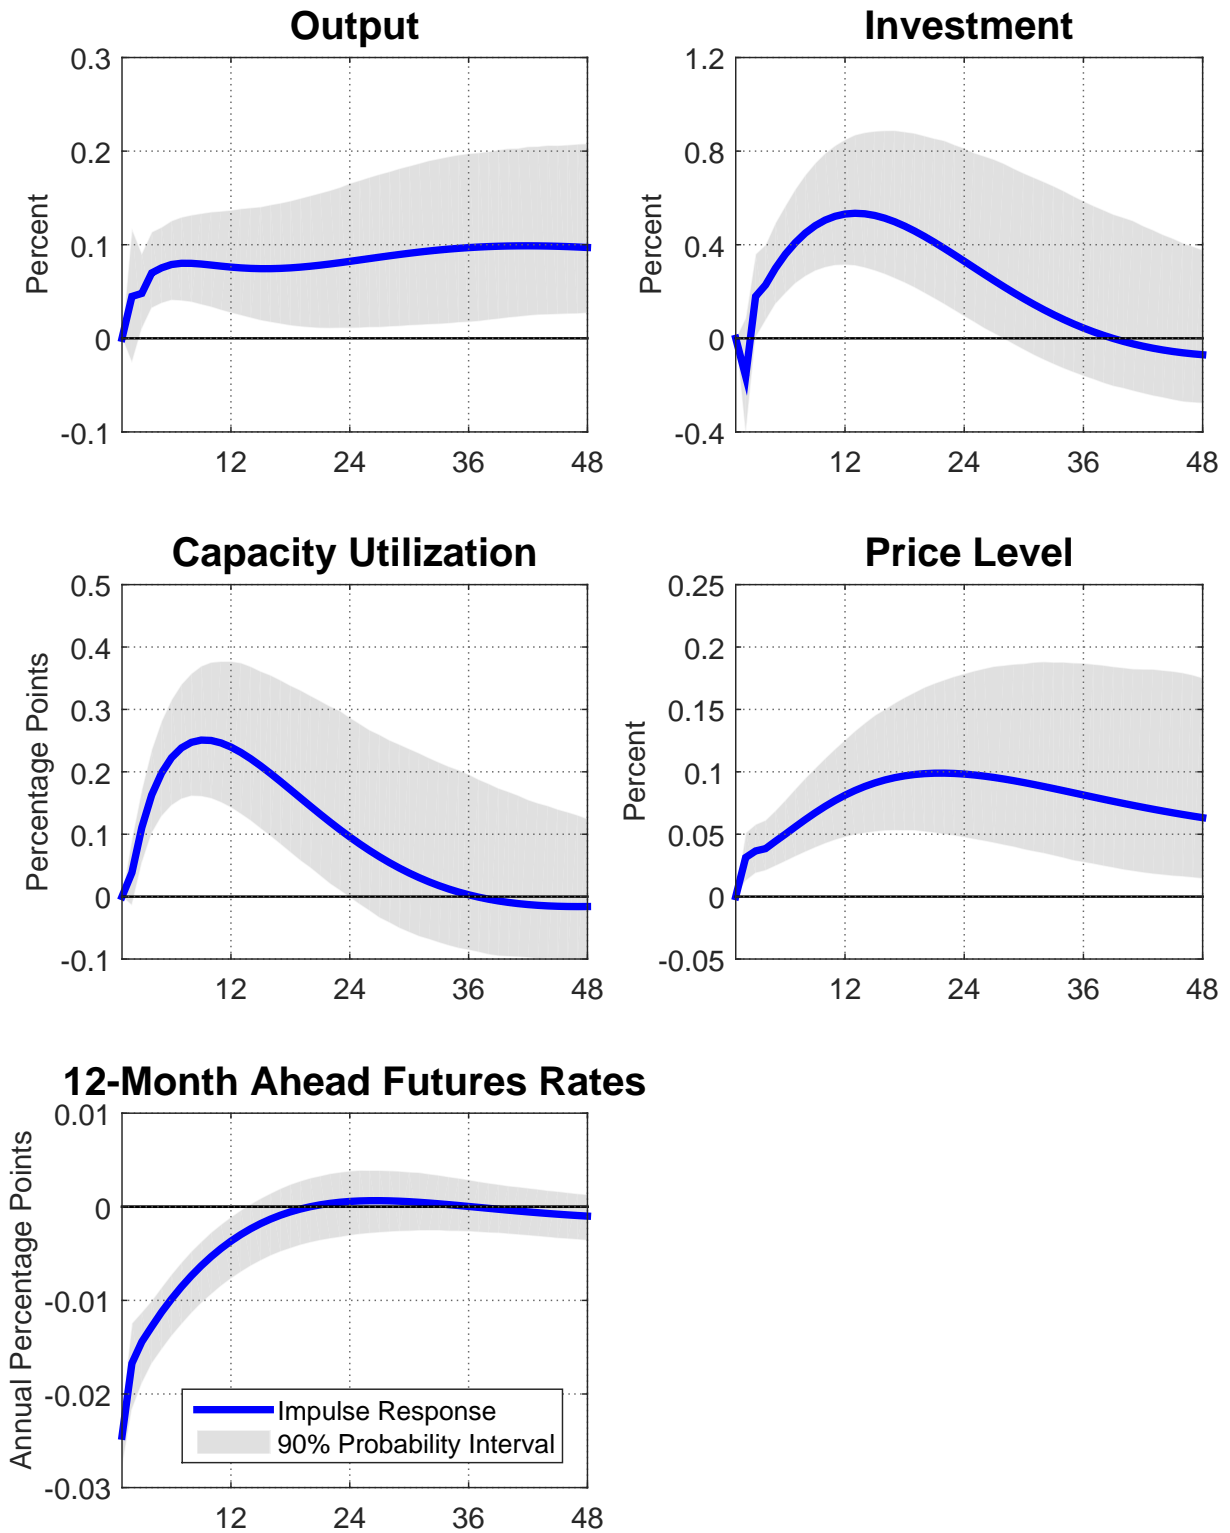 Output
0.3
0.2
0.1
0
-0.1
Percent
12 24 36 48
Investment
1.2
0.8
0.4
0
-0.4
Percent
12 24 36 48
Capacity Utilization
0.5
0.4
0.3
0.2
0.1
0
-0.1
Percentage Points
12 24 36 48
Price Level
0.25
0.2
0.15
0.1
0.05
0
-0.05
Percent
12 24 36 48
12-Month Ahead Futures Rates
0.01
0
-0.01
-0.02
-0.03
Annual Percentage Points
Impulse Response
90% Probability Interval
12 24 36 48